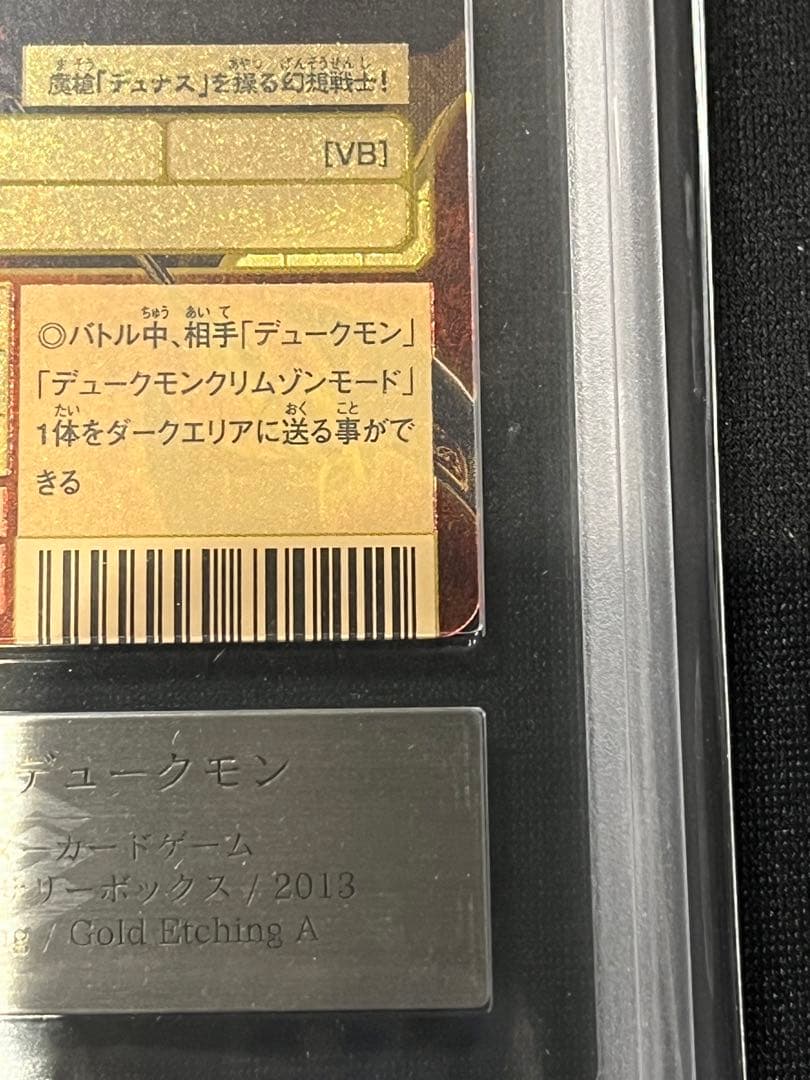 魔槍「デュナス」を操る幻想戦士!
[VB]
◎バトル中、相手「デュークモン」
「デュークモンクリムゾンモード」
1体をダークエリアに送る事がで
きる
デュークモン
ーカードゲーム
リーボックス / 2013
/ Gold Etching A